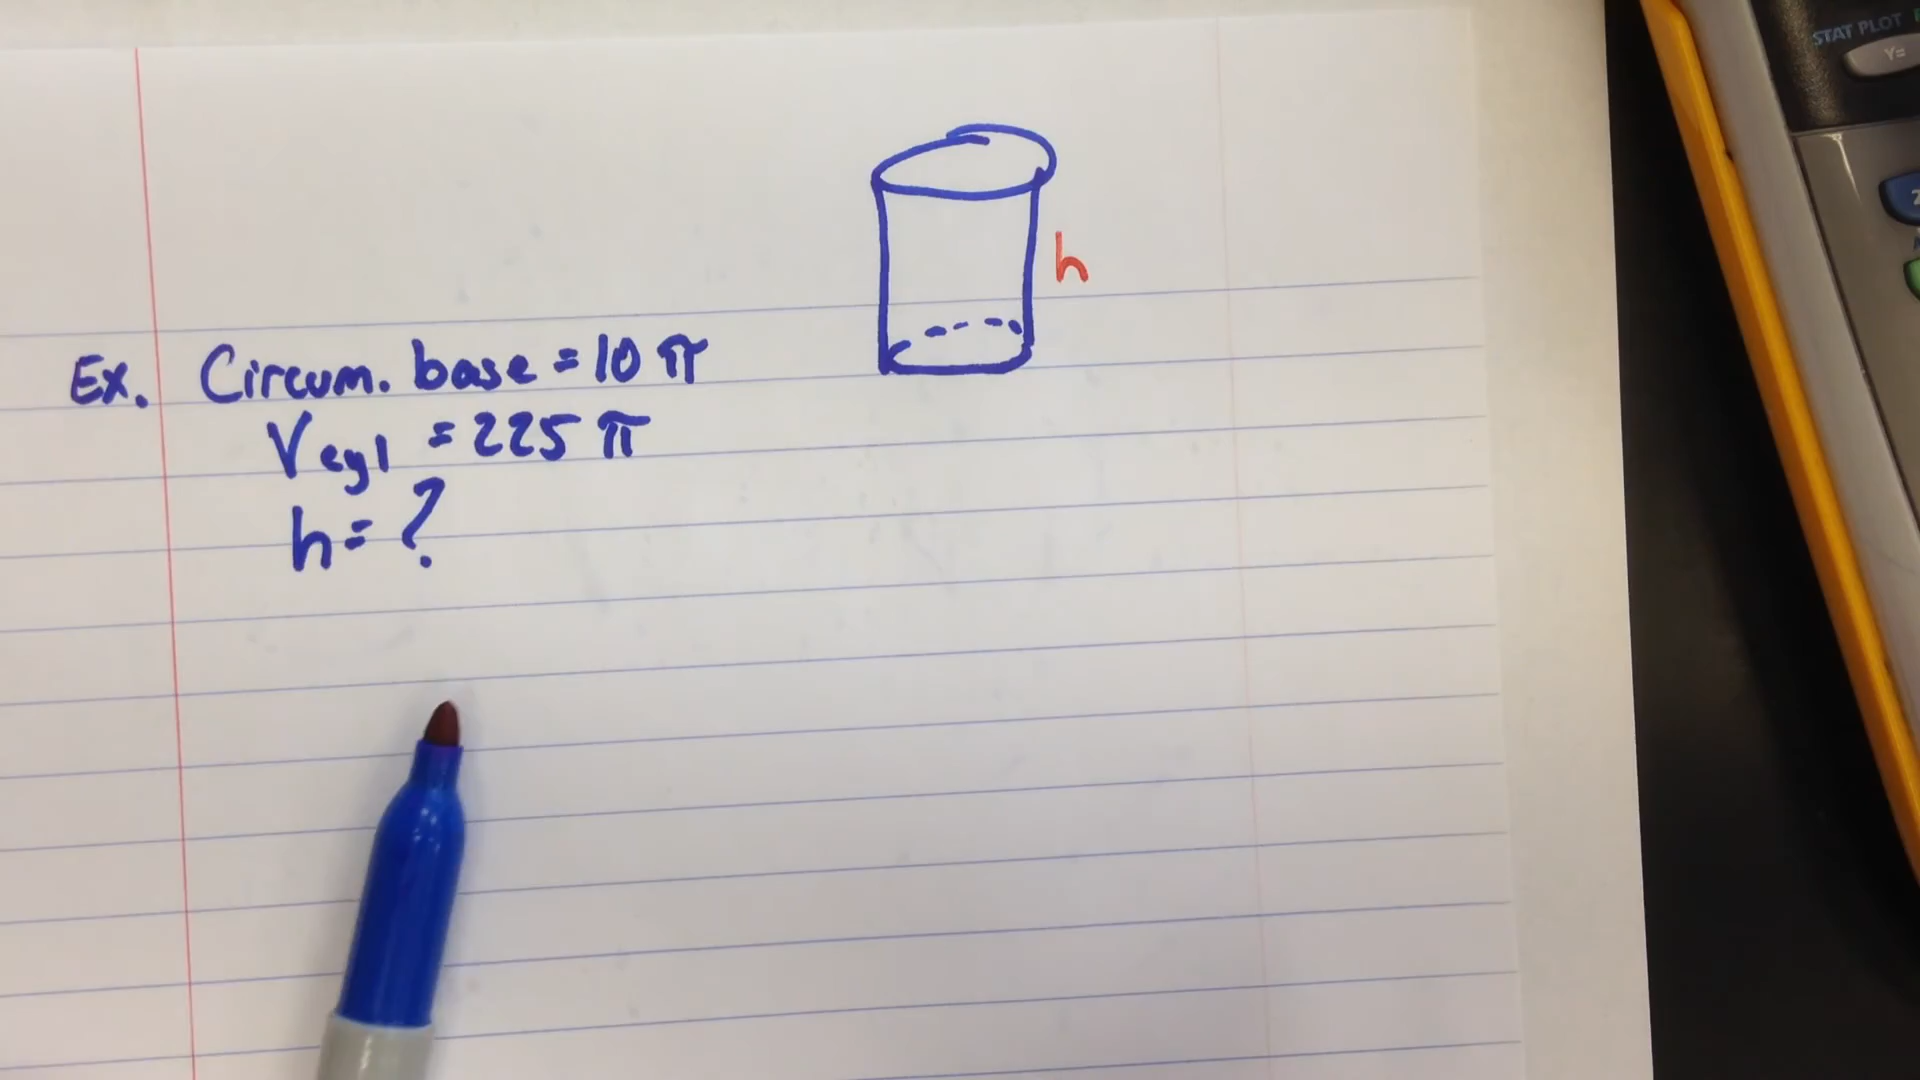 STAT PLOT
Y=
h
Ex. Circum. base = 10 π
V cyl = 225 π
h = ?